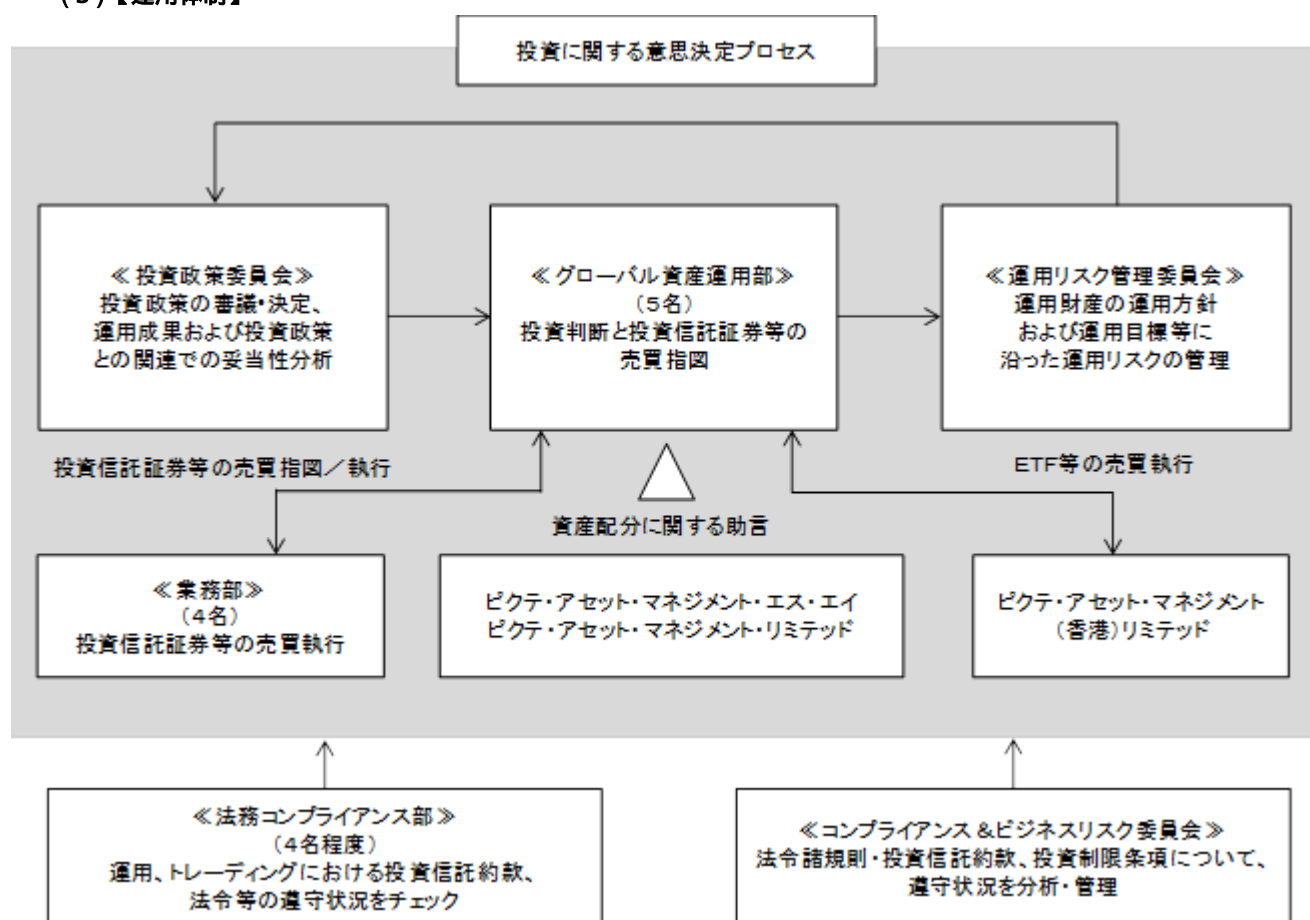 【運用体制】
投資に関する意思決定プロセス
≪投資政策委員会≫
投資政策の審議・決定、
運用成果および投資政策
との関連での妥当性分析
≪グローバル資産運用部≫
(5名)
投資判断と投資信託証券等の
売買指図
≪運用リスク管理委員会≫
運用財産の運用方針
および運用目標等に
沿った運用リスクの管理
投資信託証券等の売買指図/執行
ETF等の売買執行
資産配分に関する助言
≪業務部≫
(4名)
投資信託証券等の売買執行
ピクテ・アセット・マネジメント・エス・エイ
ピクテ・アセット・マネジメント・リミテッド
ピクテ・アセット・マネジメント
(香港)リミテッド
≪法務コンプライアンス部≫
(4名程度)
運用、トレーディングにおける投資信託約款、
法令等の遵守状況をチェック
≪コンプライアンス&ビジネスリスク委員会≫
法令諸規則・投資信託約款、投資制限条項について、
遵守状況を分析・管理